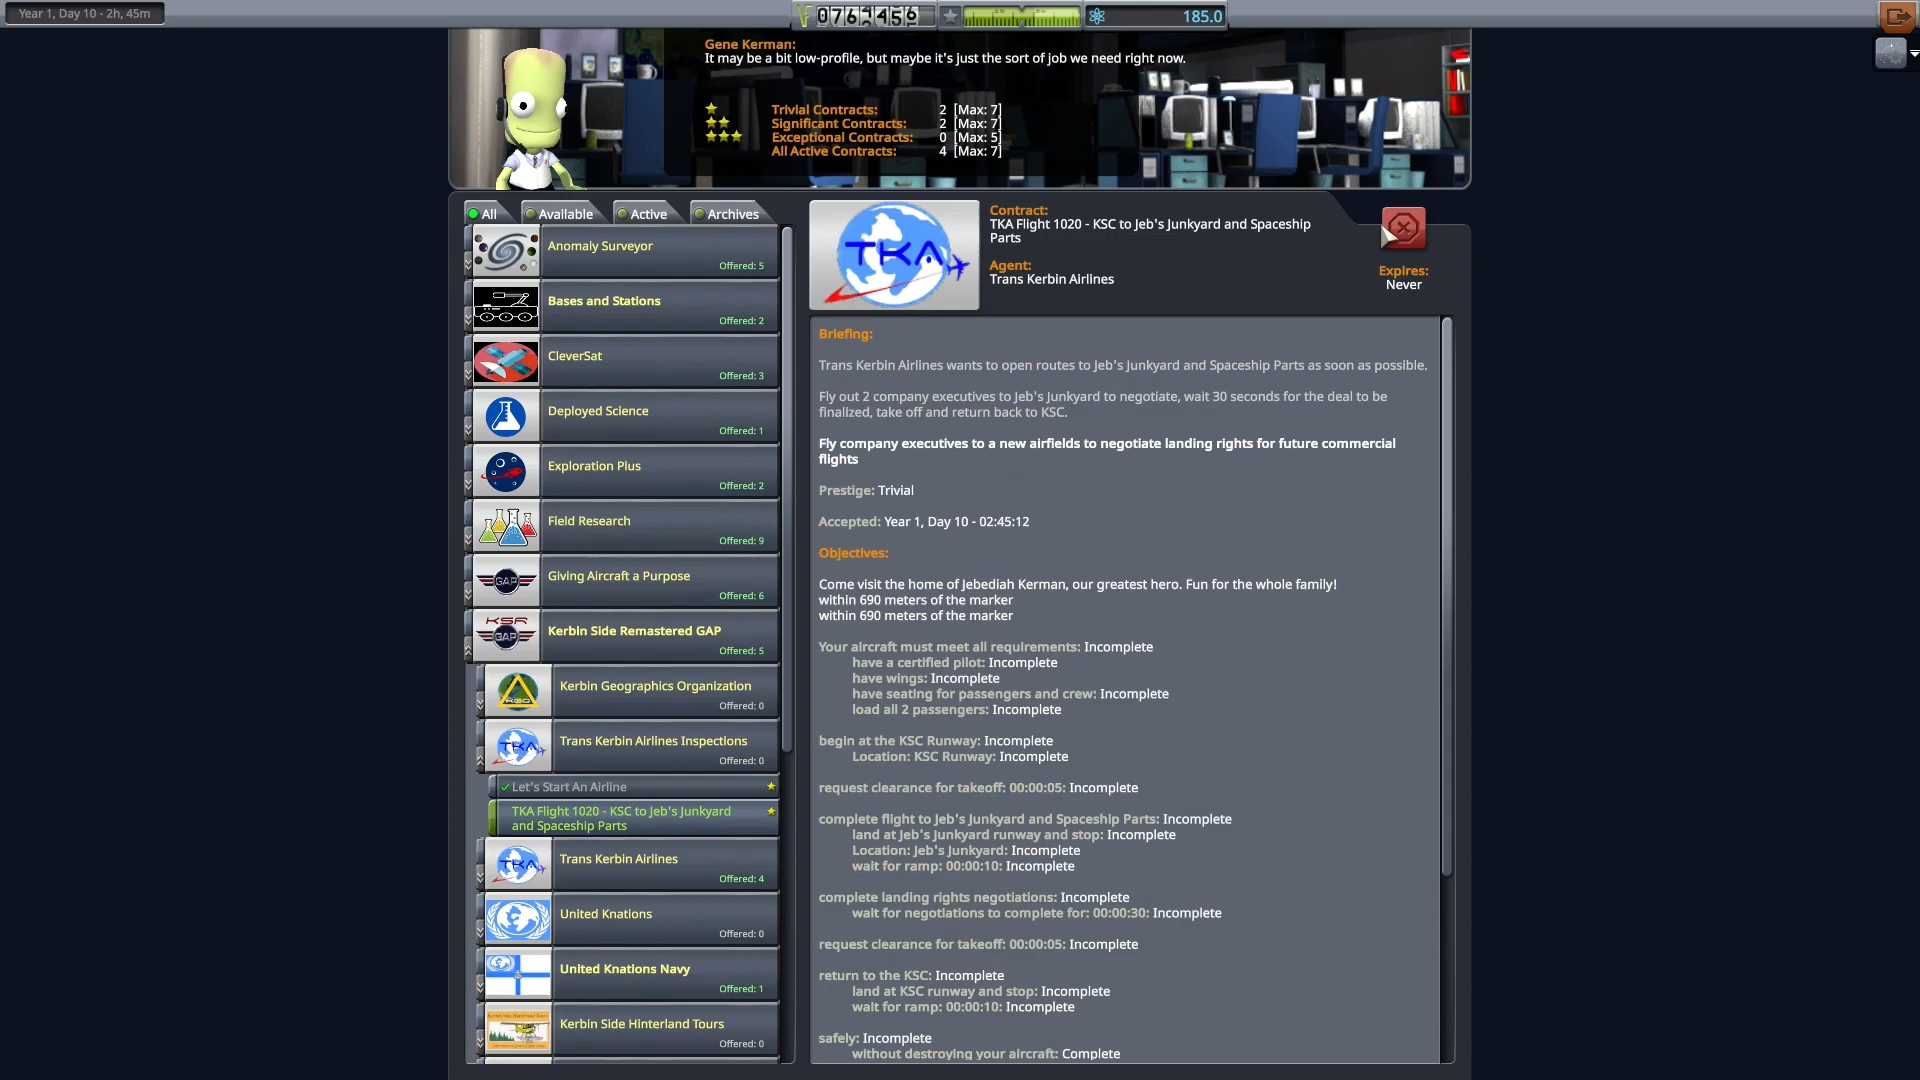 Year 1, Day 10 - 2h, 45m
185.0
Gene Kerman:
It may be a bit low-profile, but maybe it's just the sort of job we need right now.
Trivial Contracts: 2 [Max: 7]
Significant Contracts: 2 [Max: 7]
Exceptional Contracts: 0 [Max: 5]
All Active Contracts: 4 [Max: 7]
All
Available
Active
Archives
Anomaly Surveyor
Offered: 5
Bases and Stations
Offered: 2
CleverSat
Offered: 3
Deployed Science
Offered: 1
Exploration Plus
Offered: 2
Field Research
Offered: 9
GAP
Giving Aircraft a Purpose
Offered: 6
KSR
GAP
Kerbin Side Remastered GAP
Offered: 5
KGO
Kerbin Geographics Organization
Offered: 0
TKA
Trans Kerbin Airlines Inspections
Offered: 0
Let's Start An Airline
TKA Flight 1020 - KSC to Jeb's Junkyard
and Spaceship Parts
TKA
Trans Kerbin Airlines
Offered: 4
United Knations
Offered: 0
United Knations Navy
Offered: 1
Kerbin Side Hinterland Tours
Kerbin Side Hinterland Tours
Offered: 0
TKA
Contract:
TKA Flight 1020 - KSC to Jeb's Junkyard and Spaceship
Parts
Agent:
Trans Kerbin Airlines
Expires:
Never
Briefing:
Trans Kerbin Airlines wants to open routes to Jeb's Junkyard and Spaceship Parts as soon as possible.
Fly out 2 company executives to Jeb's Junkyard to negotiate, wait 30 seconds for the deal to be
finalized, take off and return back to KSC.
Fly company executives to a new airfields to negotiate landing rights for future commercial
flights
Prestige: Trivial
Accepted: Year 1, Day 10 - 02:45:12
Objectives:
Come visit the home of Jebediah Kerman, our greatest hero. Fun for the whole family!
within 690 meters of the marker
within 690 meters of the marker
Your aircraft must meet all requirements: Incomplete
have a certified pilot: Incomplete
have wings: Incomplete
have seating for passengers and crew: Incomplete
load all 2 passengers: Incomplete
begin at the KSC Runway: Incomplete
Location: KSC Runway: Incomplete
request clearance for takeoff: 00:00:05: Incomplete
complete flight to Jeb's Junkyard and Spaceship Parts: Incomplete
land at Jeb's Junkyard runway and stop: Incomplete
Location: Jeb's Junkyard: Incomplete
wait for ramp: 00:00:10: Incomplete
complete landing rights negotiations: Incomplete
wait for negotiations to complete for: 00:00:30: Incomplete
request clearance for takeoff: 00:00:05: Incomplete
return to the KSC: Incomplete
land at KSC runway and stop: Incomplete
wait for ramp: 00:00:10: Incomplete
safely: Incomplete
without destroying your aircraft: Complete